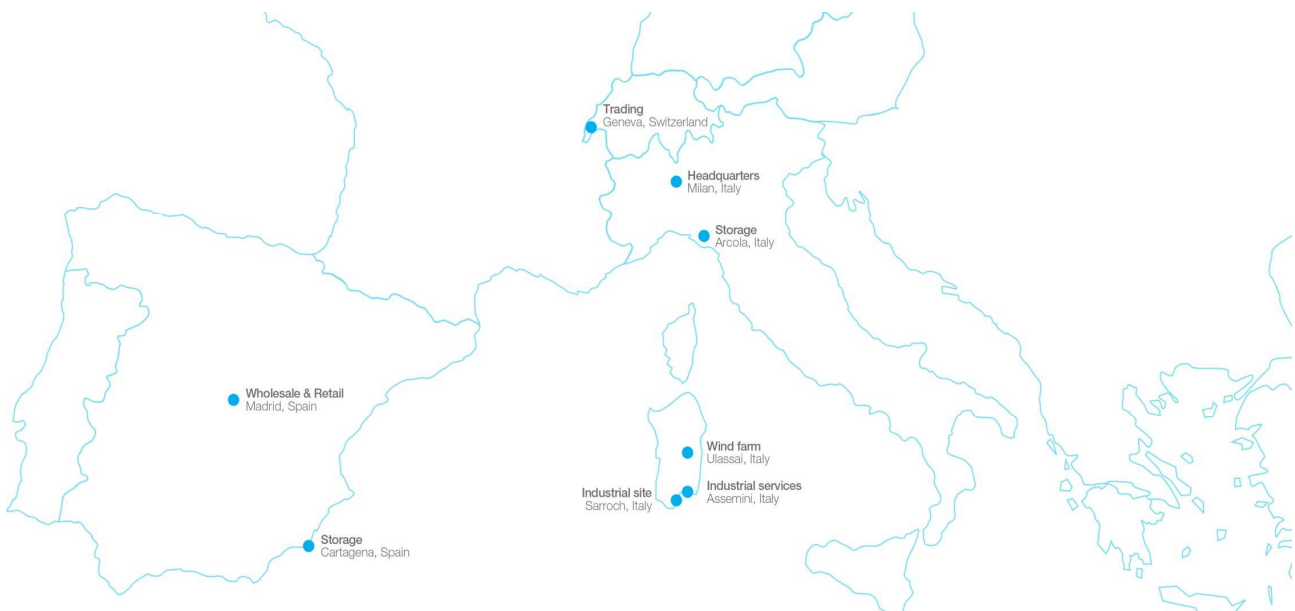 Trading
Geneva, Switzerland
Headquarters
Milan, Italy
Storage
Arcola, Italy
Wholesale & Retail
Madrid, Spain
Wind farm
Ulassai, Italy
Industrial services
Assemini, Italy
Industrial site
Sarroch, Italy
Storage
Cartagena, Spain